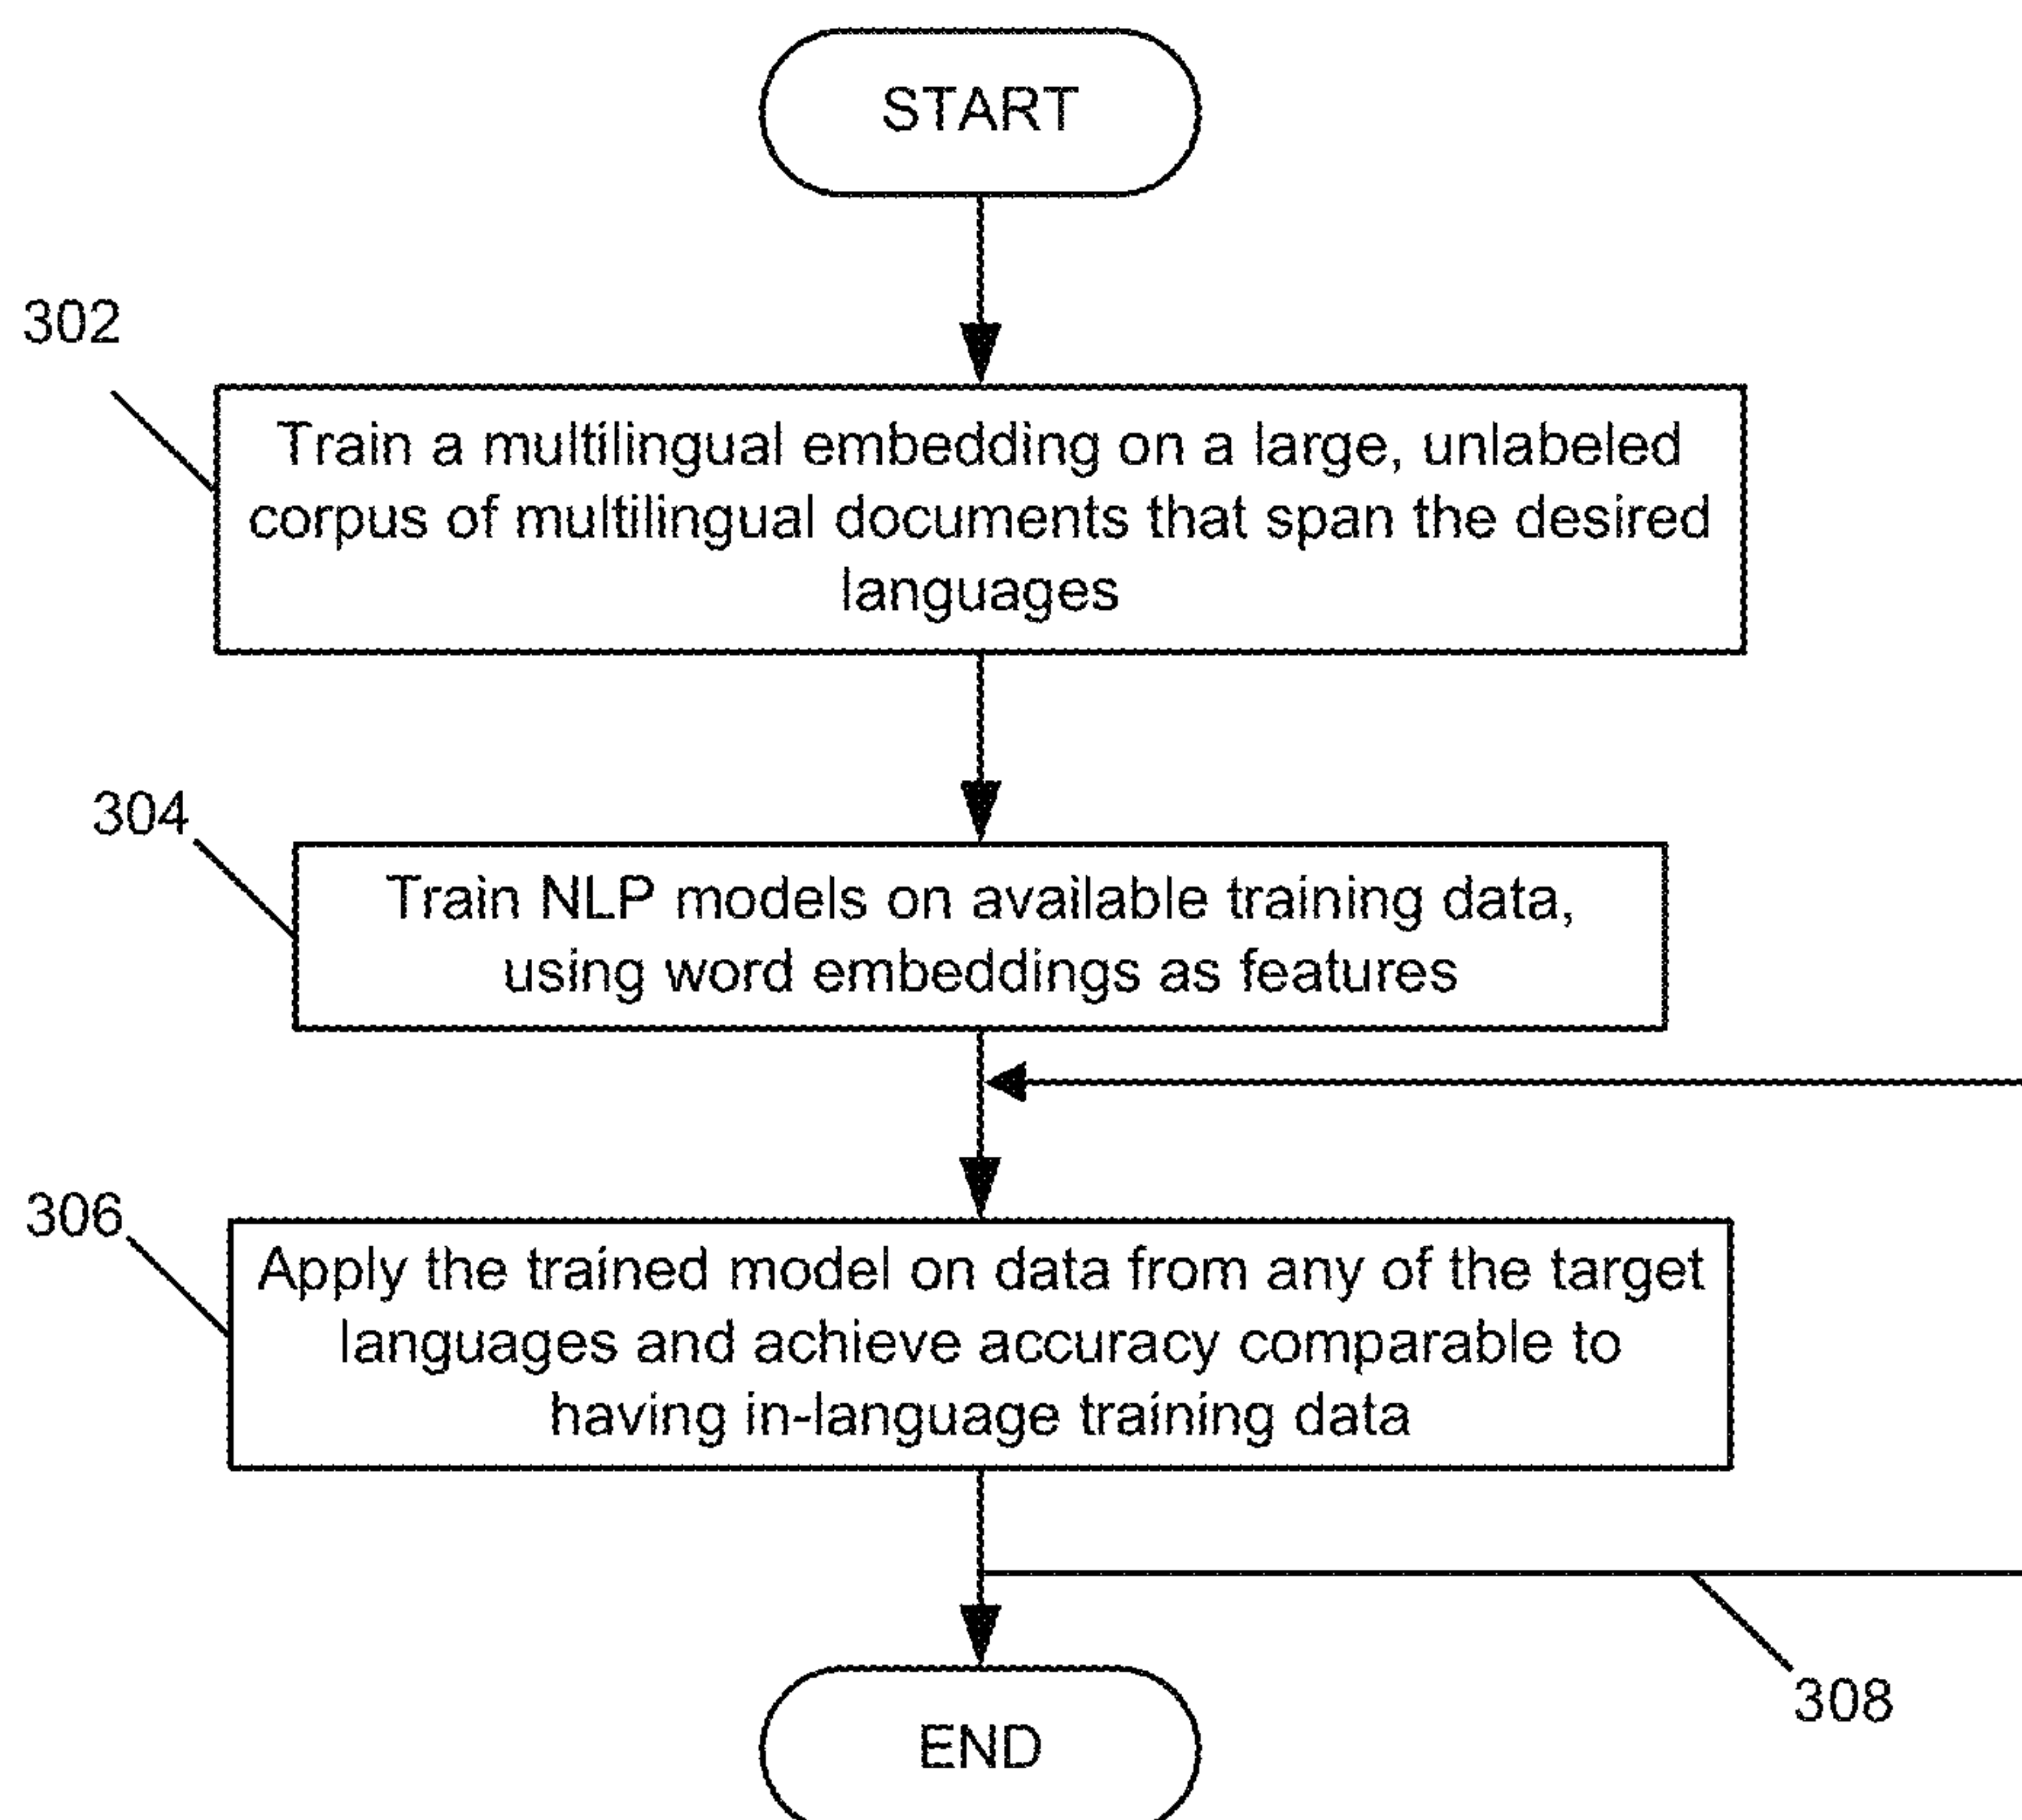 START
302
Train a multilingual embedding on a large, unlabeled
corpus of multilingual documents that span the desired
languages
304
Train NLP models on available training data,
using word embeddings as features
306
Apply the trained model on data from any of the target
languages and achieve accuracy comparable to
having in-language training data
308
END